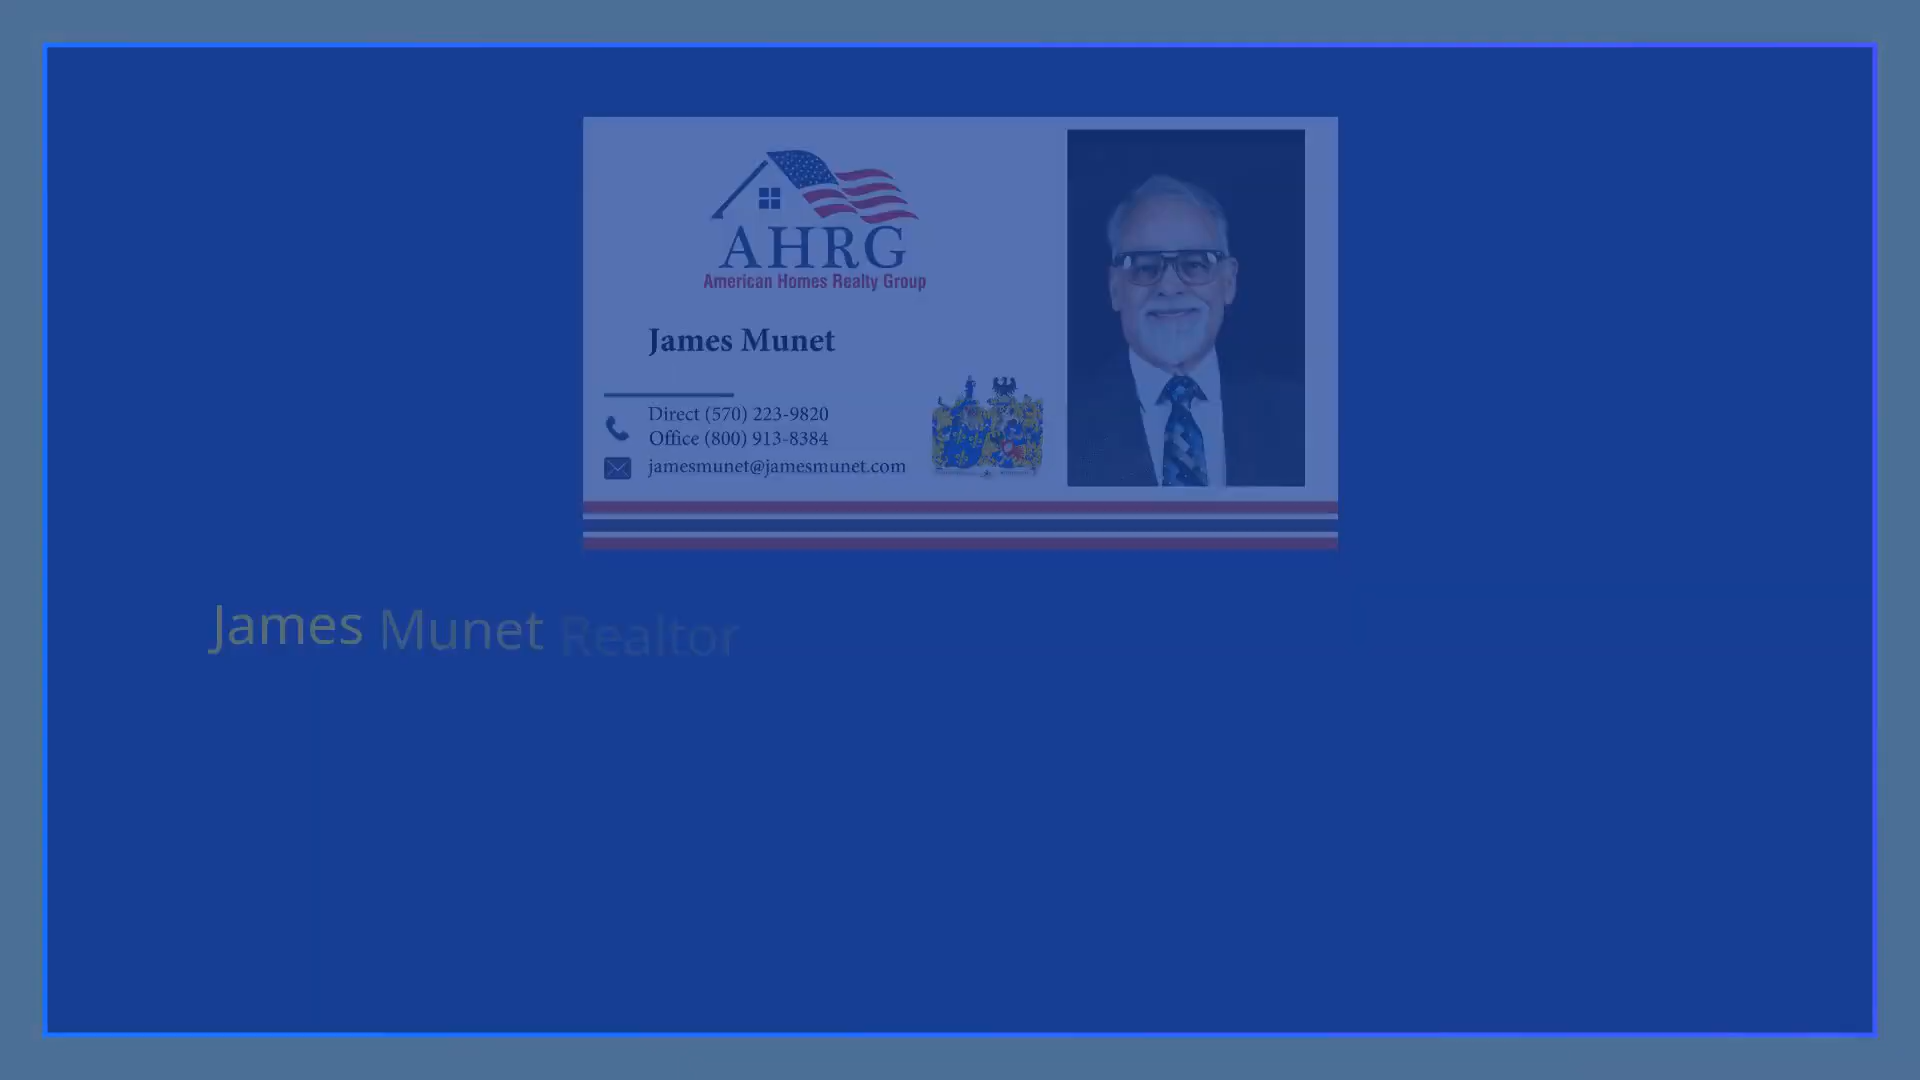 AHRG
American Homes Realty Group
James Munet
Direct (570) 223-9820
Office (800) 913-8384
jamesmunet@jamesmunet.com
James Munet Realtor